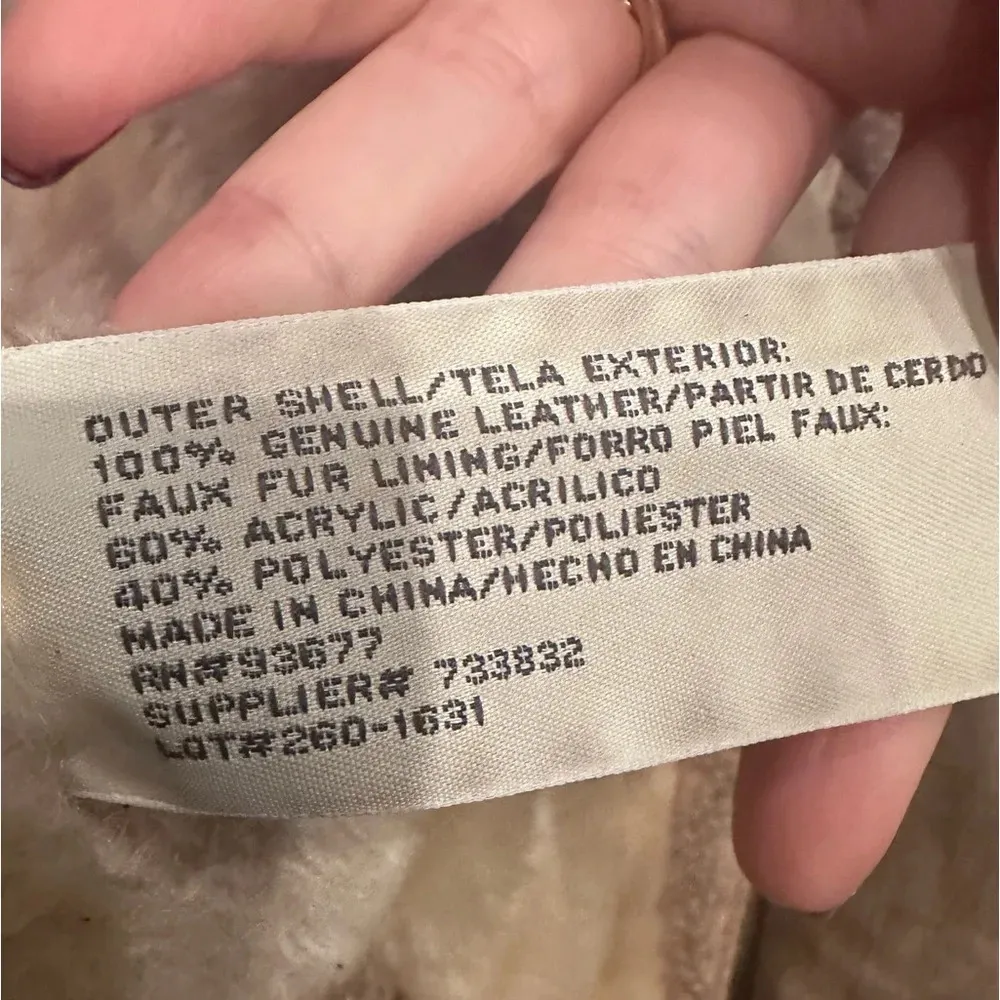 OUTER SHELL/TELA EXTERIOR:
100% GENUINE LEATHER/PARTIR DE CERDO
FAUX FUR LINING/FORRO PIEL FAUX:
60% ACRYLIC/ACRILICO
40% POLYESTER/POLIESTER
MADE IN CHINA/HECHO EN CHINA
RN#93677
SUPPLIER# 733832
LOT#260-1631